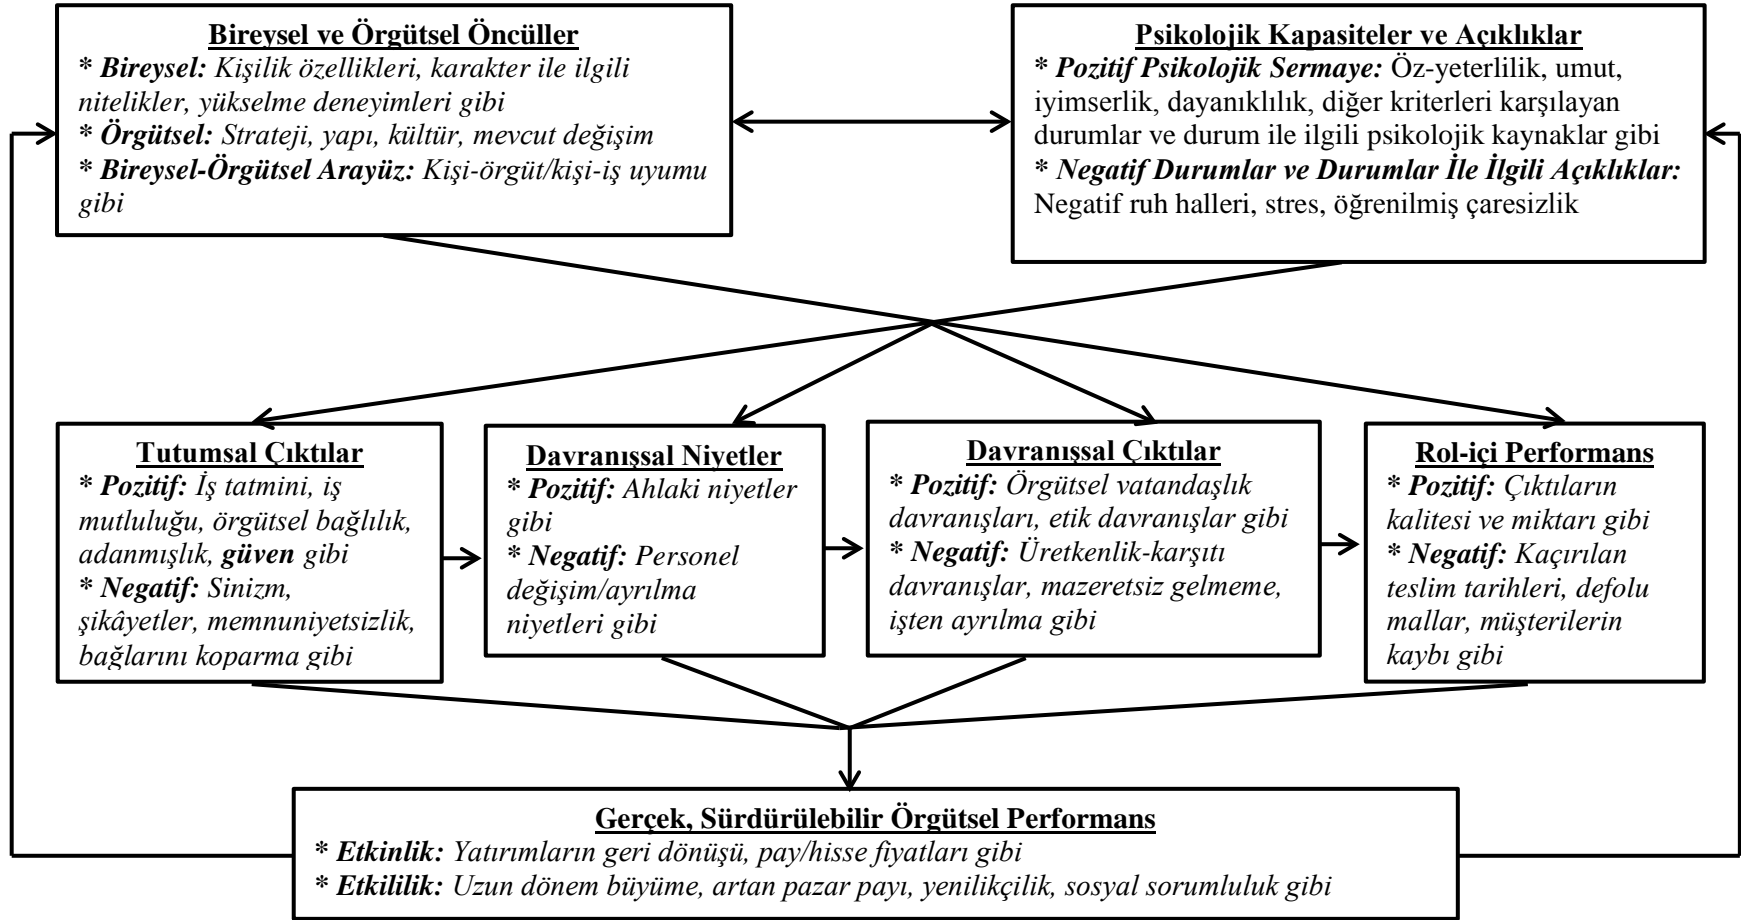 Bireysel ve Örgütsel Öncüller
* Bireysel: Kişilik özellikleri, karakter ile ilgili
nitelikler, yükselme deneyimleri gibi
* Örgütsel: Strateji, yapı, kültür, mevcut değişim
* Bireysel-Örgütsel Arayüz: Kişi-örgüt/kişi-iş uyumu
gibi
Psikolojik Kapasiteler ve Açıklıklar
* Pozitif Psikolojik Sermaye: Öz-yeterlilik, umut,
iyimserlik, dayanıklılık, diğer kriterleri karşılayan
durumlar ve durum ile ilgili psikolojik kaynaklar gibi
* Negatif Durumlar ve Durumlar İle İlgili Açıklıklar:
Negatif ruh halleri, stres, öğrenilmiş çaresizlik
Tutumsal Çıktılar
* Pozitif: İş tatmini, iş
mutluluğu, örgütsel bağlılık,
adanmışlık, güven gibi
* Negatif: Sinizm,
şikâyetler, memnuniyetsizlik,
bağlarını koparma gibi
Davranışsal Niyetler
* Pozitif: Ahlaki niyetler
gibi
* Negatif: Personel
değişim/ayrılma
niyetleri gibi
Davranışsal Çıktılar
* Pozitif: Örgütsel vatandaşlık
davranışları, etik davranışlar gibi
* Negatif: Üretkenlik-karşıtı
davranışlar, mazeretsiz gelmeme,
işten ayrılma gibi
Rol-içi Performans
* Pozitif: Çıktıların
kalitesi ve miktarı gibi
* Negatif: Kaçırılan
teslim tarihleri, defolu
mallar, müşterilerin
kaybı gibi
Gerçek, Sürdürülebilir Örgütsel Performans
* Etkinlik: Yatırımların geri dönüşü, pay/hisse fiyatları gibi
* Etkililik: Uzun dönem büyüme, artan pazar payı, yenilikçilik, sosyal sorumluluk gibi